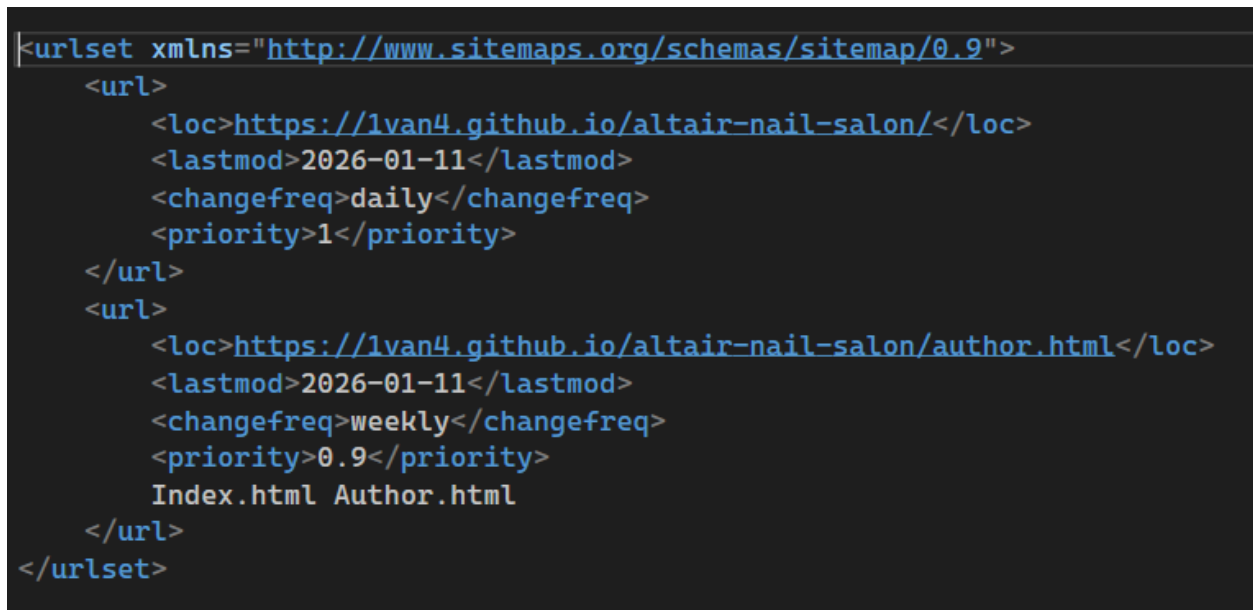 <urlset xmlns="http://www.sitemaps.org/schemas/sitemap/0.9">
    <url>
        <loc>https://1van4.github.io/altair-nail-salon/</loc>
        <lastmod>2026-01-11</lastmod>
        <changefreq>daily</changefreq>
        <priority>1</priority>
    </url>
    <url>
        <loc>https://1van4.github.io/altair-nail-salon/author.html</loc>
        <lastmod>2026-01-11</lastmod>
        <changefreq>weekly</changefreq>
        <priority>0.9</priority>
        Index.html Author.html
    </url>
</urlset>